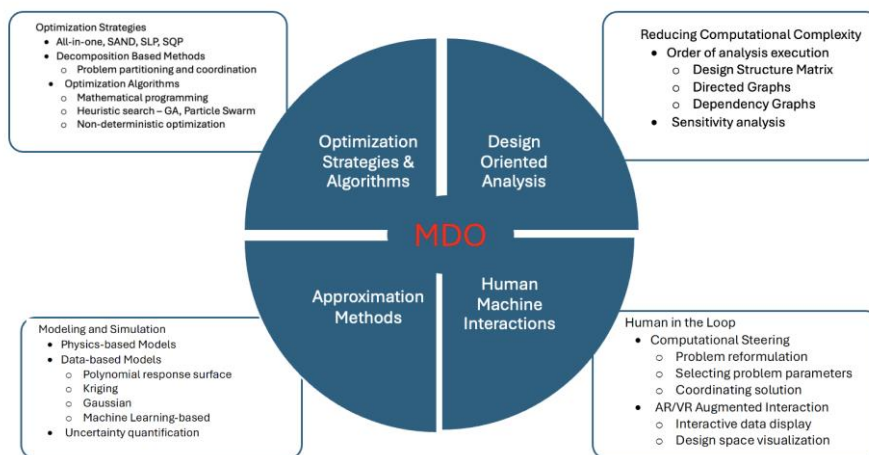 Optimization Strategies
• All-in-one, SAND, SLP, SQP
• Decomposition Based Methods
o Problem partitioning and coordination
• Optimization Algorithms
o Mathematical programming
o Heuristic search – GA, Particle Swarm
o Non-deterministic optimization
Reducing Computational Complexity
• Order of analysis execution
o Design Structure Matrix
o Directed Graphs
o Dependency Graphs
• Sensitivity analysis
Optimization
Strategies &
Algorithms
Design
Oriented
Analysis
MDO
Approximation
Methods
Human
Machine
Interactions
Modeling and Simulation
• Physics-based Models
• Data-based Models
o Polynomial response surface
o Kriging
o Gaussian
o Machine Learning-based
• Uncertainty quantification
Human in the Loop
• Computational Steering
o Problem reformulation
o Selecting problem parameters
o Coordinating solution
• AR/VR Augmented Interaction
o Interactive data display
o Design space visualization